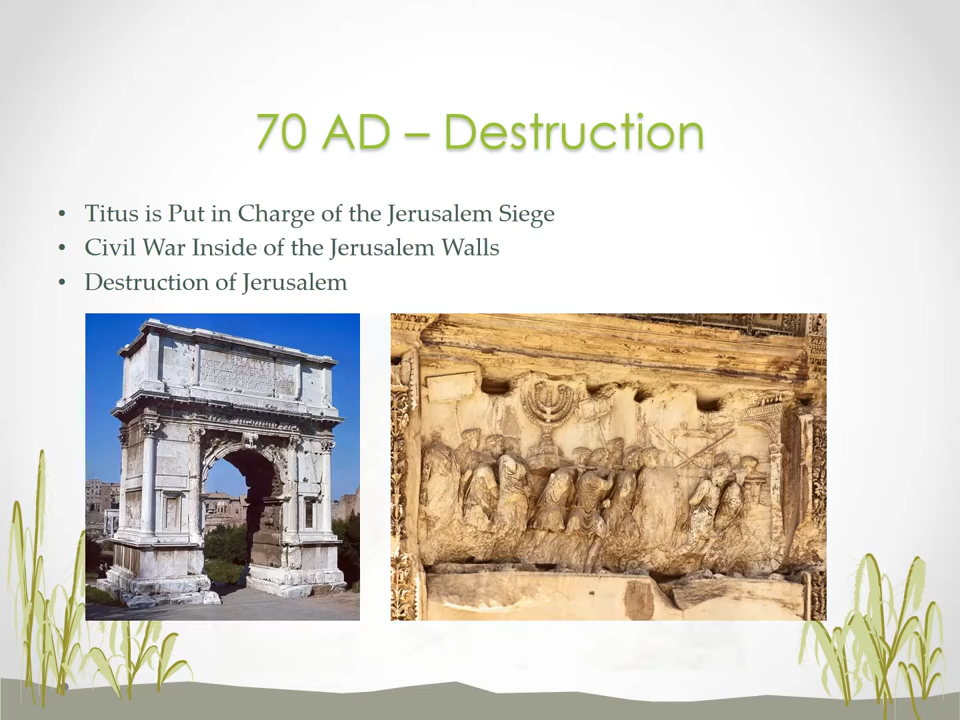 70 AD – Destruction
• Titus is Put in Charge of the Jerusalem Siege
• Civil War Inside of the Jerusalem Walls
• Destruction of Jerusalem